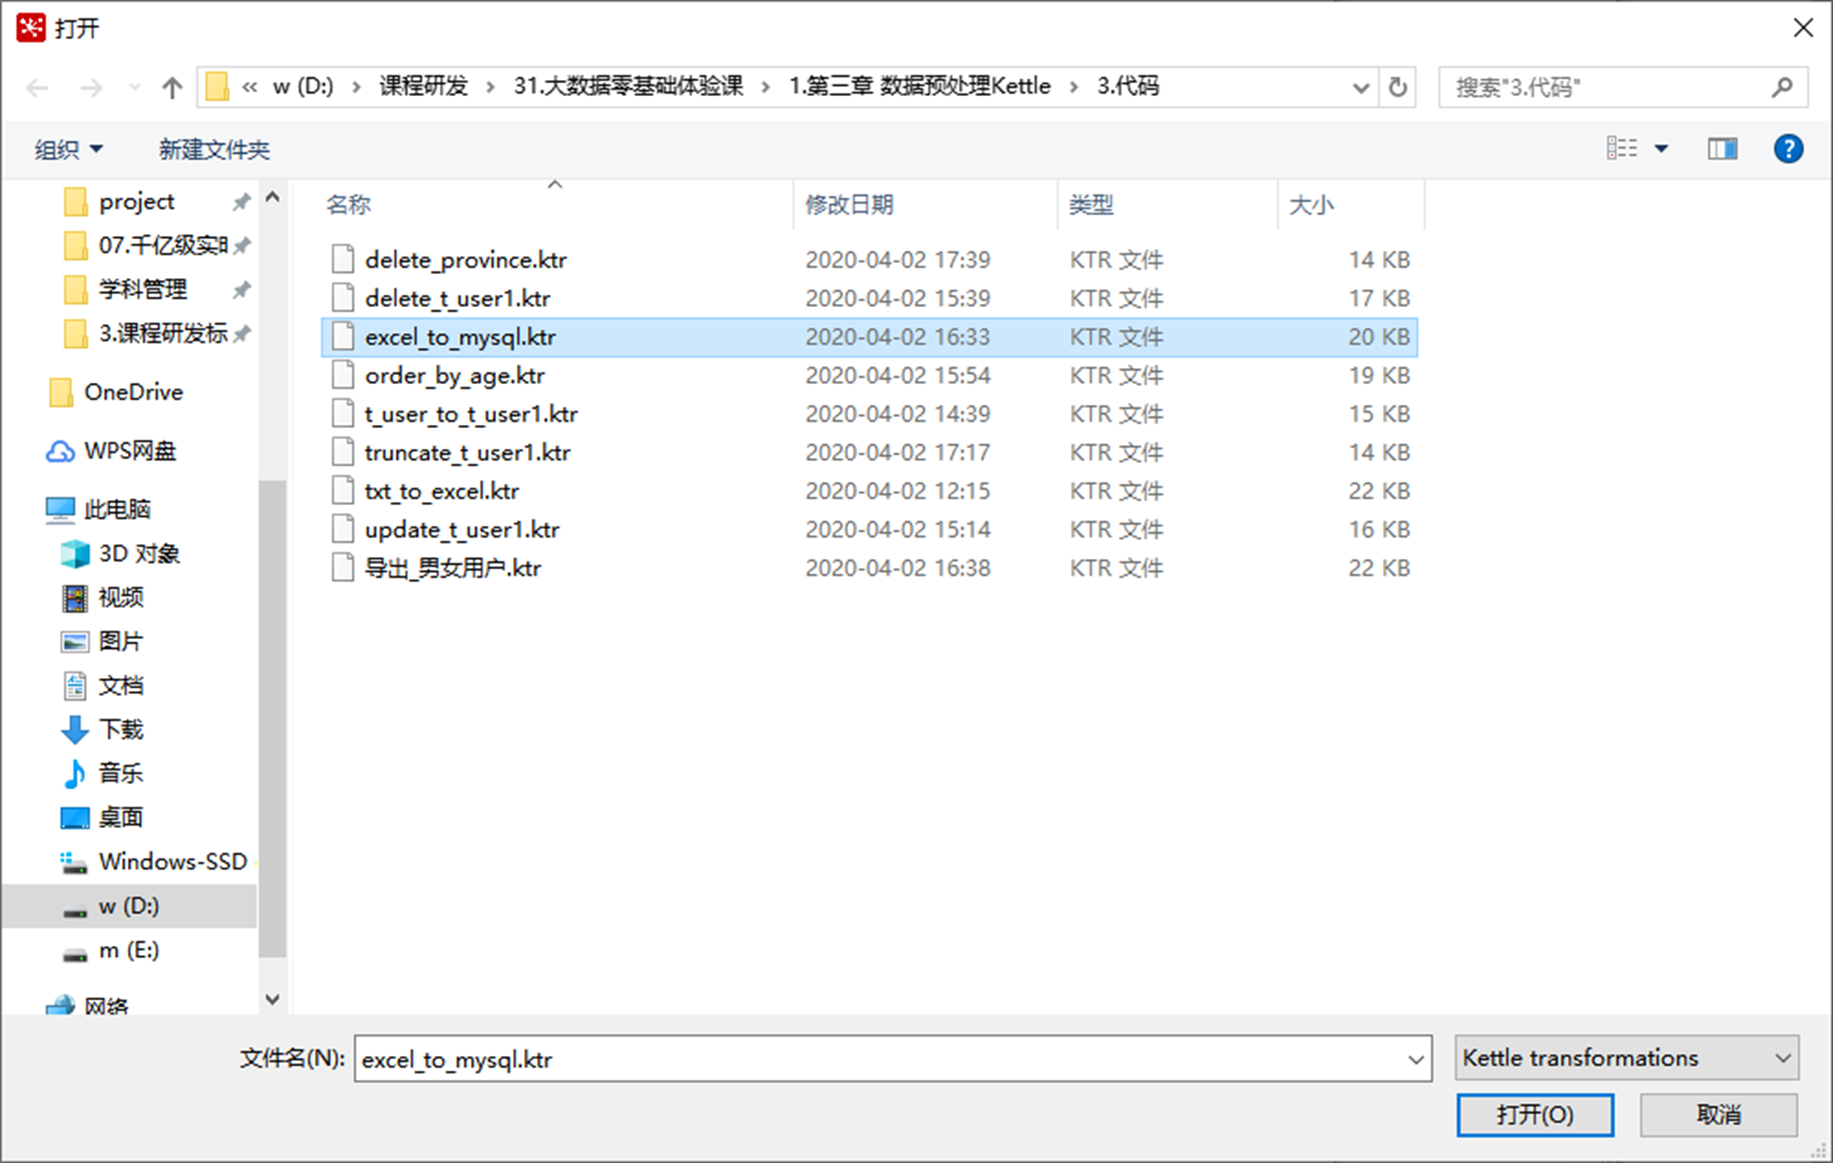 打开
« w (D:) › 课程研发 › 31.大数据零基础体验课 › 1.第三章 数据预处理Kettle › 3.代码
搜索"3.代码"
组织
新建文件夹
project
07.千亿级实时
学科管理
3.课程研发标
OneDrive
WPS网盘
此电脑
3D 对象
视频
图片
文档
下载
音乐
桌面
Windows-SSD
w (D:)
m (E:)
网络
名称 修改日期 类型 大小
delete_province.ktr 2020-04-02 17:39 KTR 文件 14 KB
delete_t_user1.ktr 2020-04-02 15:39 KTR 文件 17 KB
excel_to_mysql.ktr 2020-04-02 16:33 KTR 文件 20 KB
order_by_age.ktr 2020-04-02 15:54 KTR 文件 19 KB
t_user_to_t_user1.ktr 2020-04-02 14:39 KTR 文件 15 KB
truncate_t_user1.ktr 2020-04-02 17:17 KTR 文件 14 KB
txt_to_excel.ktr 2020-04-02 12:15 KTR 文件 22 KB
update_t_user1.ktr 2020-04-02 15:14 KTR 文件 16 KB
导出_男女用户.ktr 2020-04-02 16:38 KTR 文件 22 KB
文件名(N): excel_to_mysql.ktr
Kettle transformations
打开(O)
取消